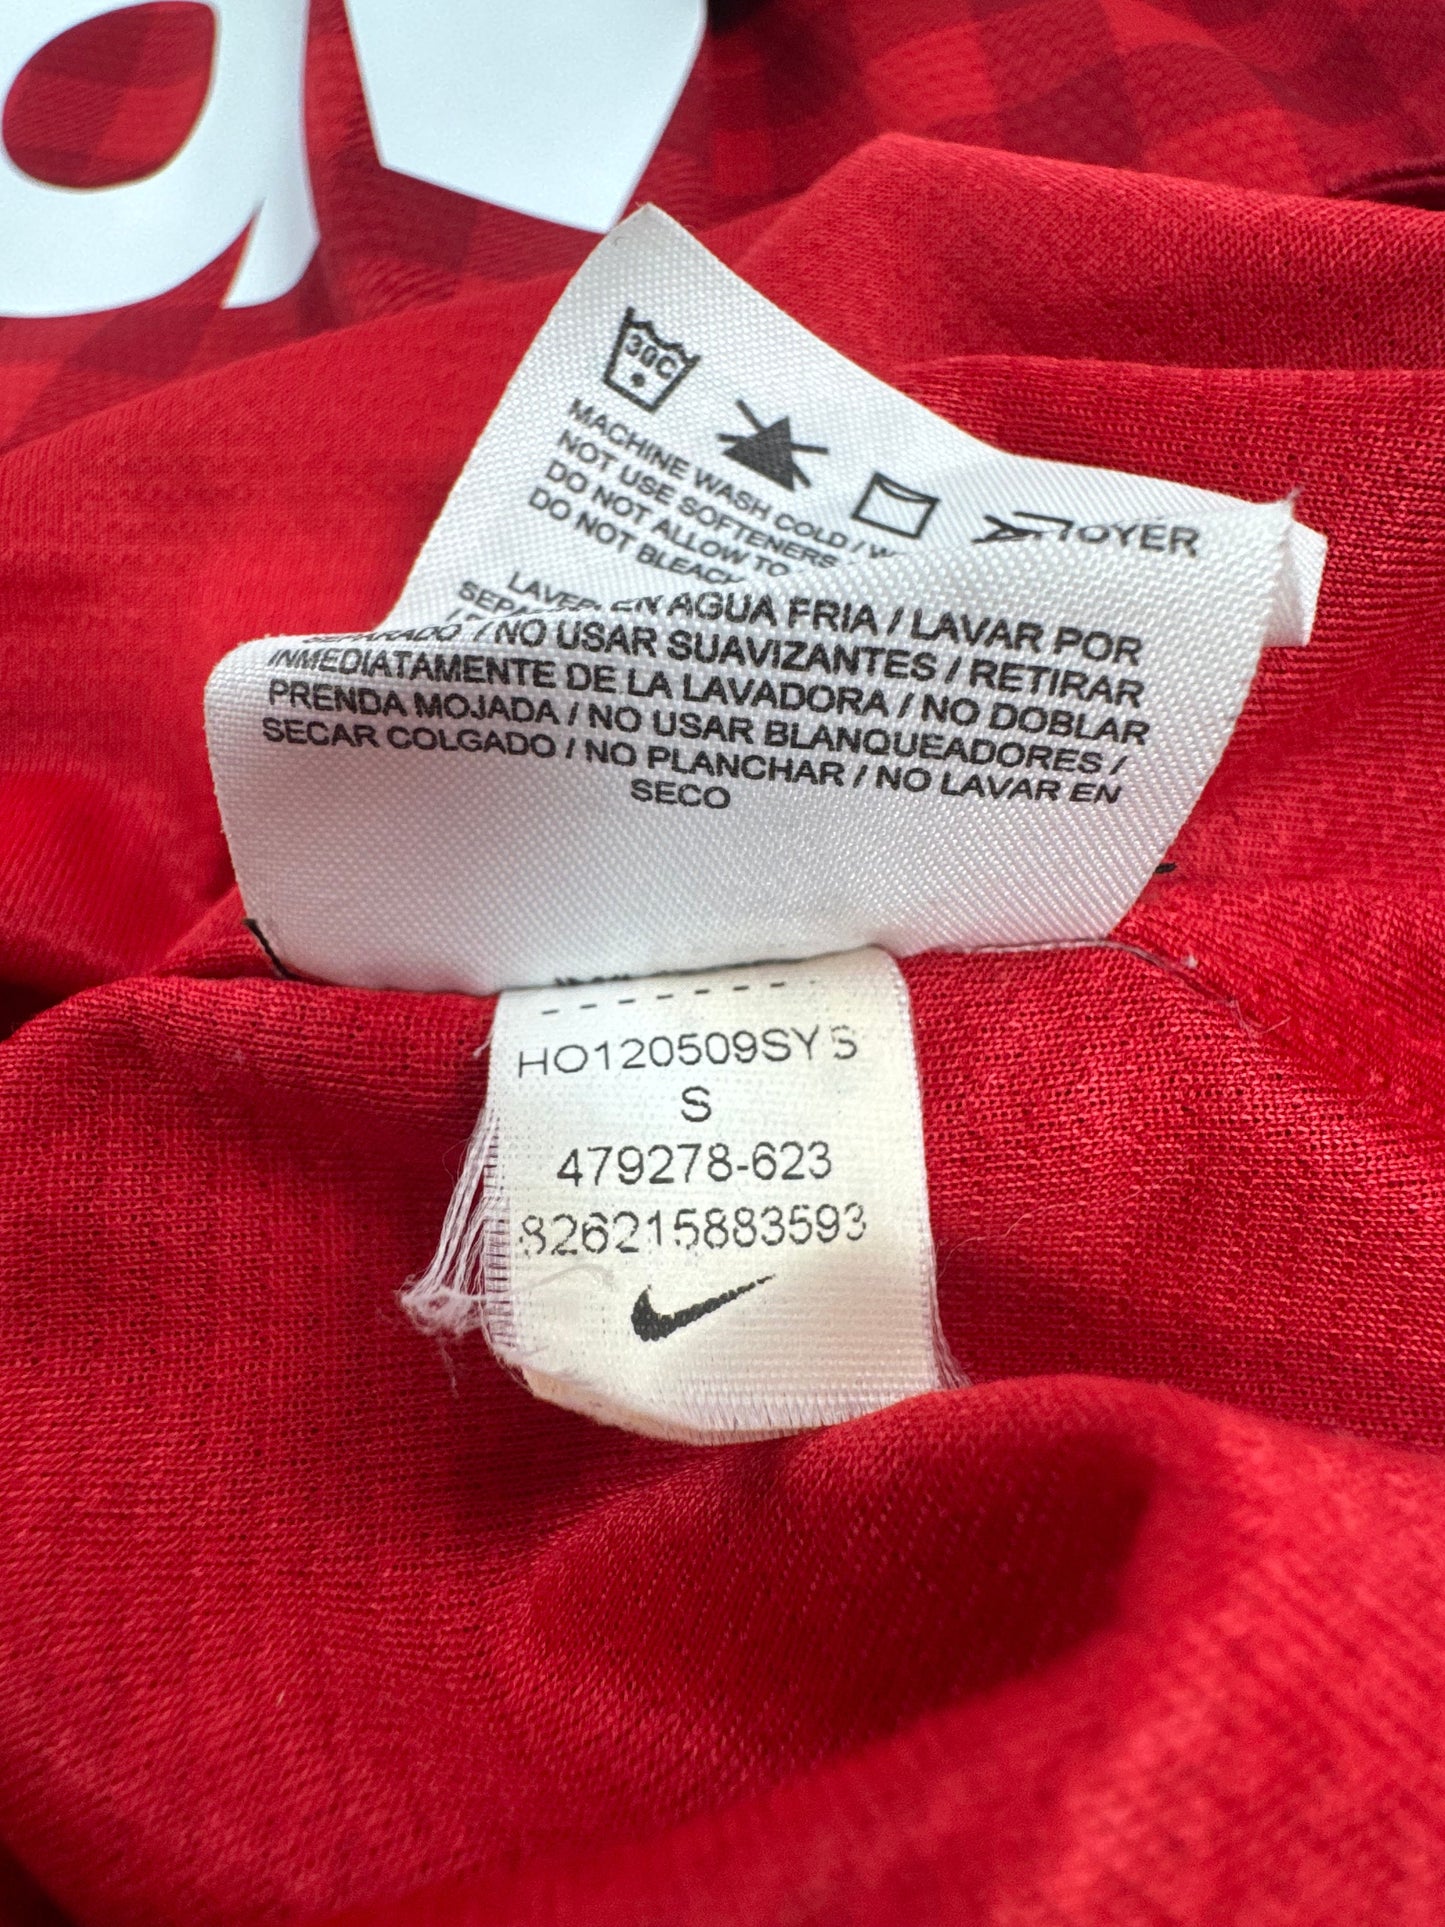 a
30C
MACHINE WASH COLD / W
NOT USE SOFTENERS
DO NOT ALLOW TO
DO NOT BLEACH
LAVER EN AGUA FRIA / LAVAR POR
SEPARADO / NO USAR SUAVIZANTES / RETIRAR
INMEDIATAMENTE DE LA LAVADORA / NO DOBLAR
PRENDA MOJADA / NO USAR BLANQUEADORES /
SECAR COLGADO / NO PLANCHAR / NO LAVAR EN
SECO
HO120509SYS
S
479278-623
826215883593